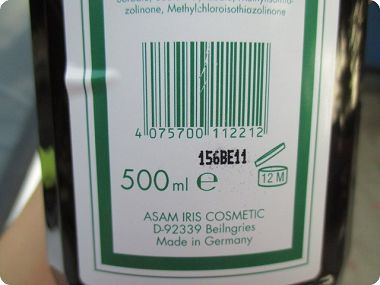 zolinone, Methylchloroisothiazolinone
4 075700 112212
156BE11
500 ml ℮
12 M
ASAM IRIS COSMETIC
D-92339 Beilngries
Made in Germany